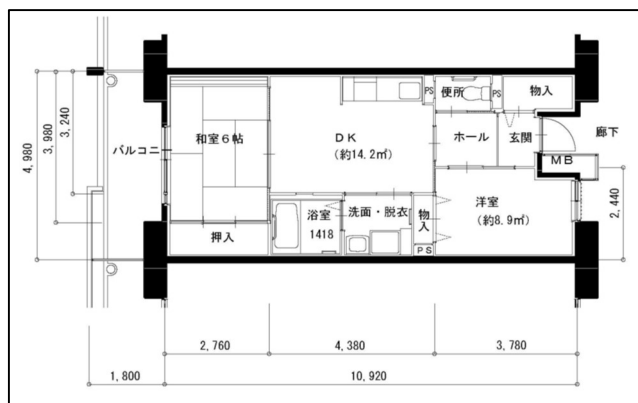 便所
PS
PS
物入
4,980
3,980
3,240
バルコニー
和室6帖
DK
(約14.2㎡)
ホール
玄関
廊下
MB
押入
浴室
1418
洗面・脱衣
物入
PS
洋室
(約8.9㎡)
2,440
2,760
4,380
3,780
1,800
10,920